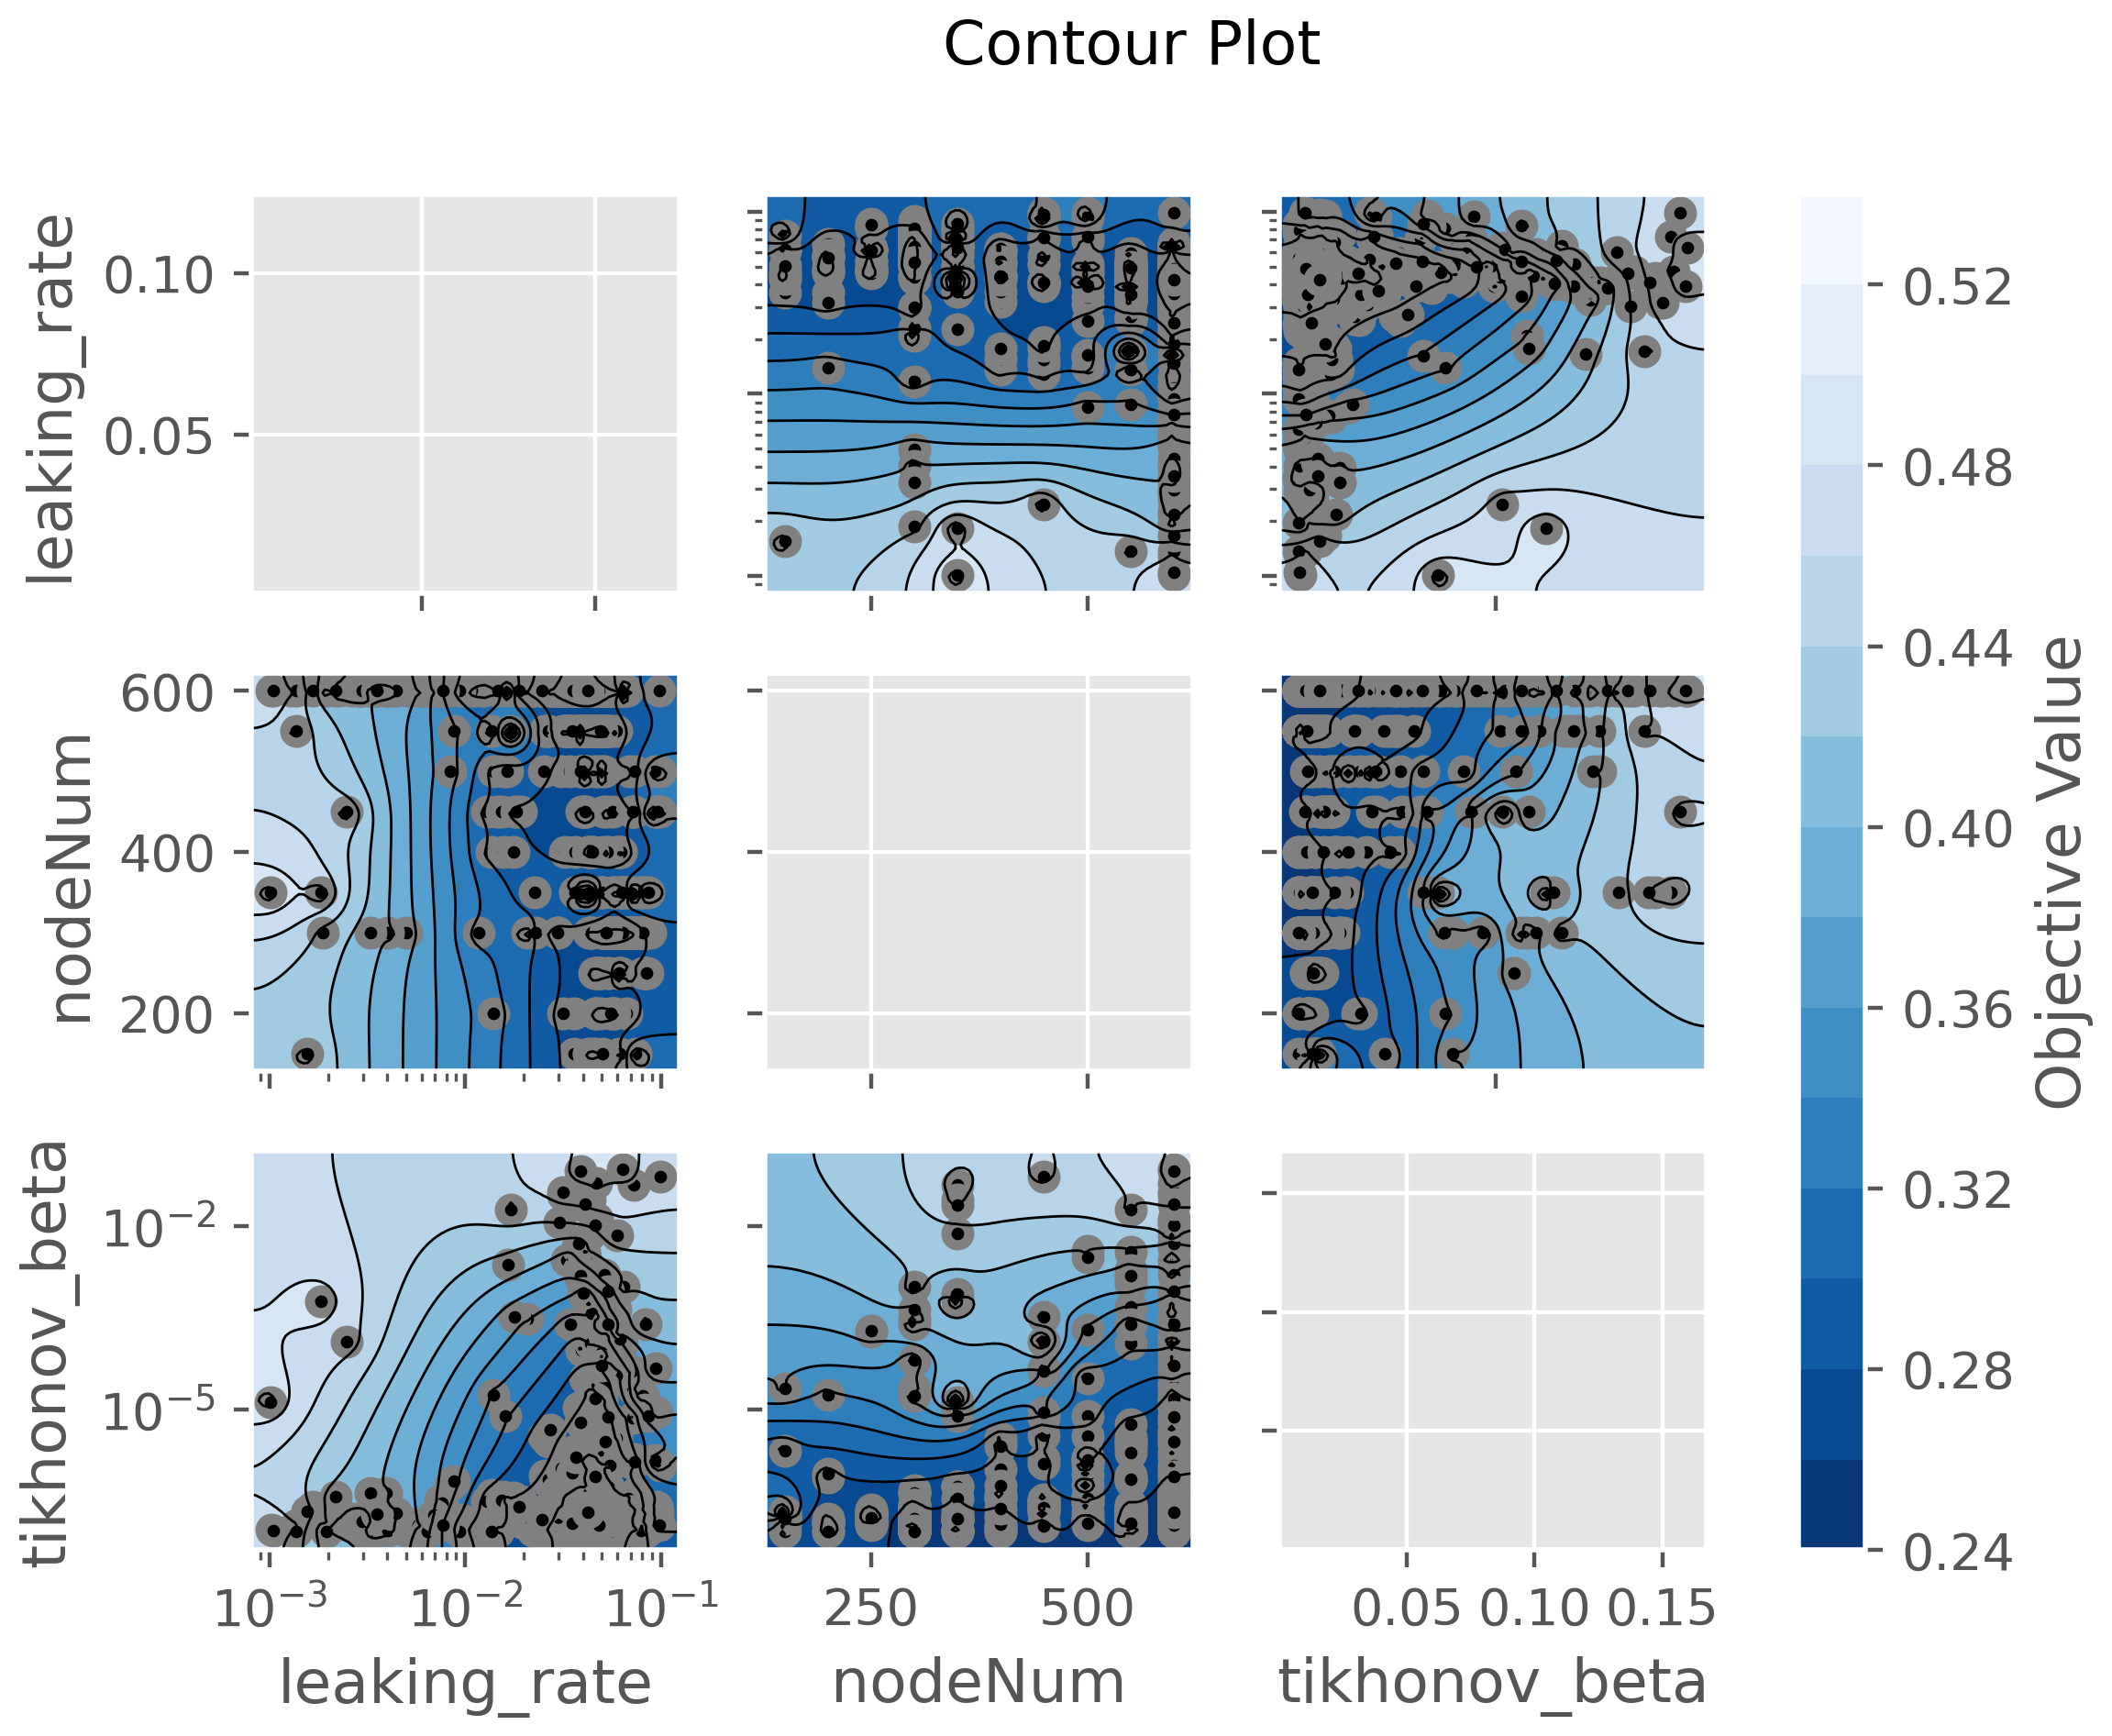 Contour Plot
leaking_rate
0.10
0.05
nodeNum
600
400
200
tikhonov_beta
10⁻²
10⁻⁵
10⁻³ 10⁻² 10⁻¹
leaking_rate
250 500
nodeNum
0.05 0.10 0.15
tikhonov_beta
0.52
0.48
0.44
0.40
0.36
0.32
0.28
0.24
Objective Value